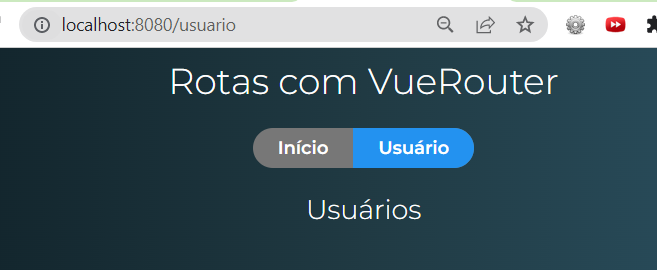 localhost:8080/usuario
Rotas com VueRouter
Início Usuário
Usuários